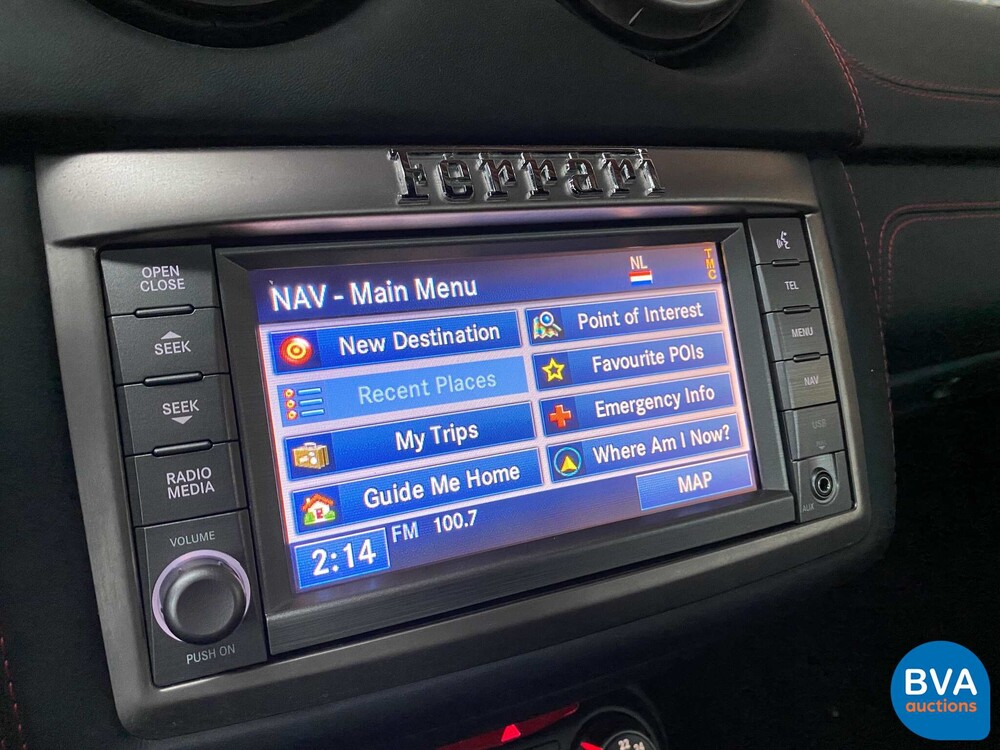 Ferrari
OPEN
CLOSE
SEEK
SEEK
RADIO
MEDIA
VOLUME
PUSH ON
NAV - Main Menu
NL
TMC
New Destination
Recent Places
My Trips
Guide Me Home
Point of Interest
Favourite POIs
Emergency Info
Where Am I Now?
MAP
2:14
FM 100.7
TEL
MENU
NAV
USB
AUX
22
24
BVA
auctions